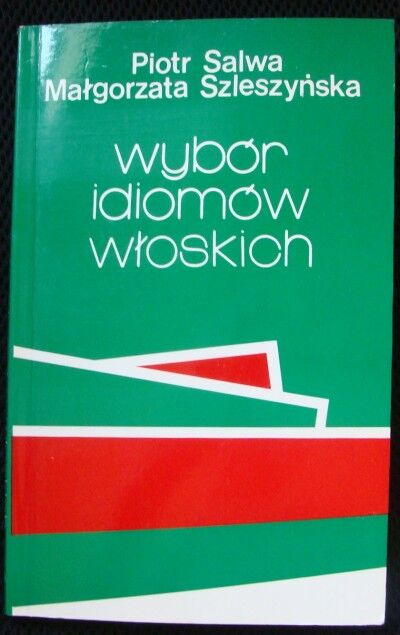 Piotr Salwa
Małgorzata Szleszyńska
wybór
idiomów
włoskich